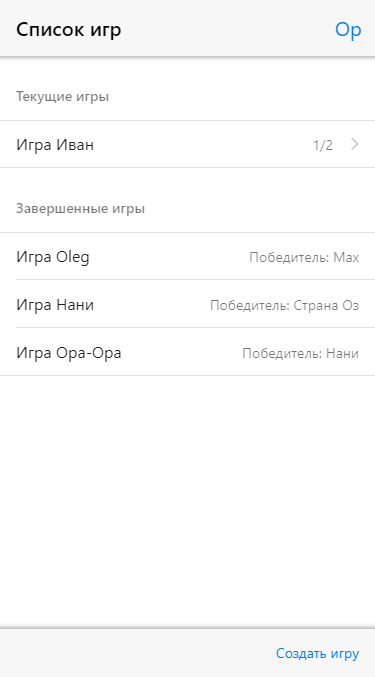 Список игр Op
Текущие игры
Игра Иван 1/2
Завершенные игры
Игра Oleg Победитель: Max
Игра Нани Победитель: Страна Оз
Игра Ора-Ора Победитель: Нани
Создать игру